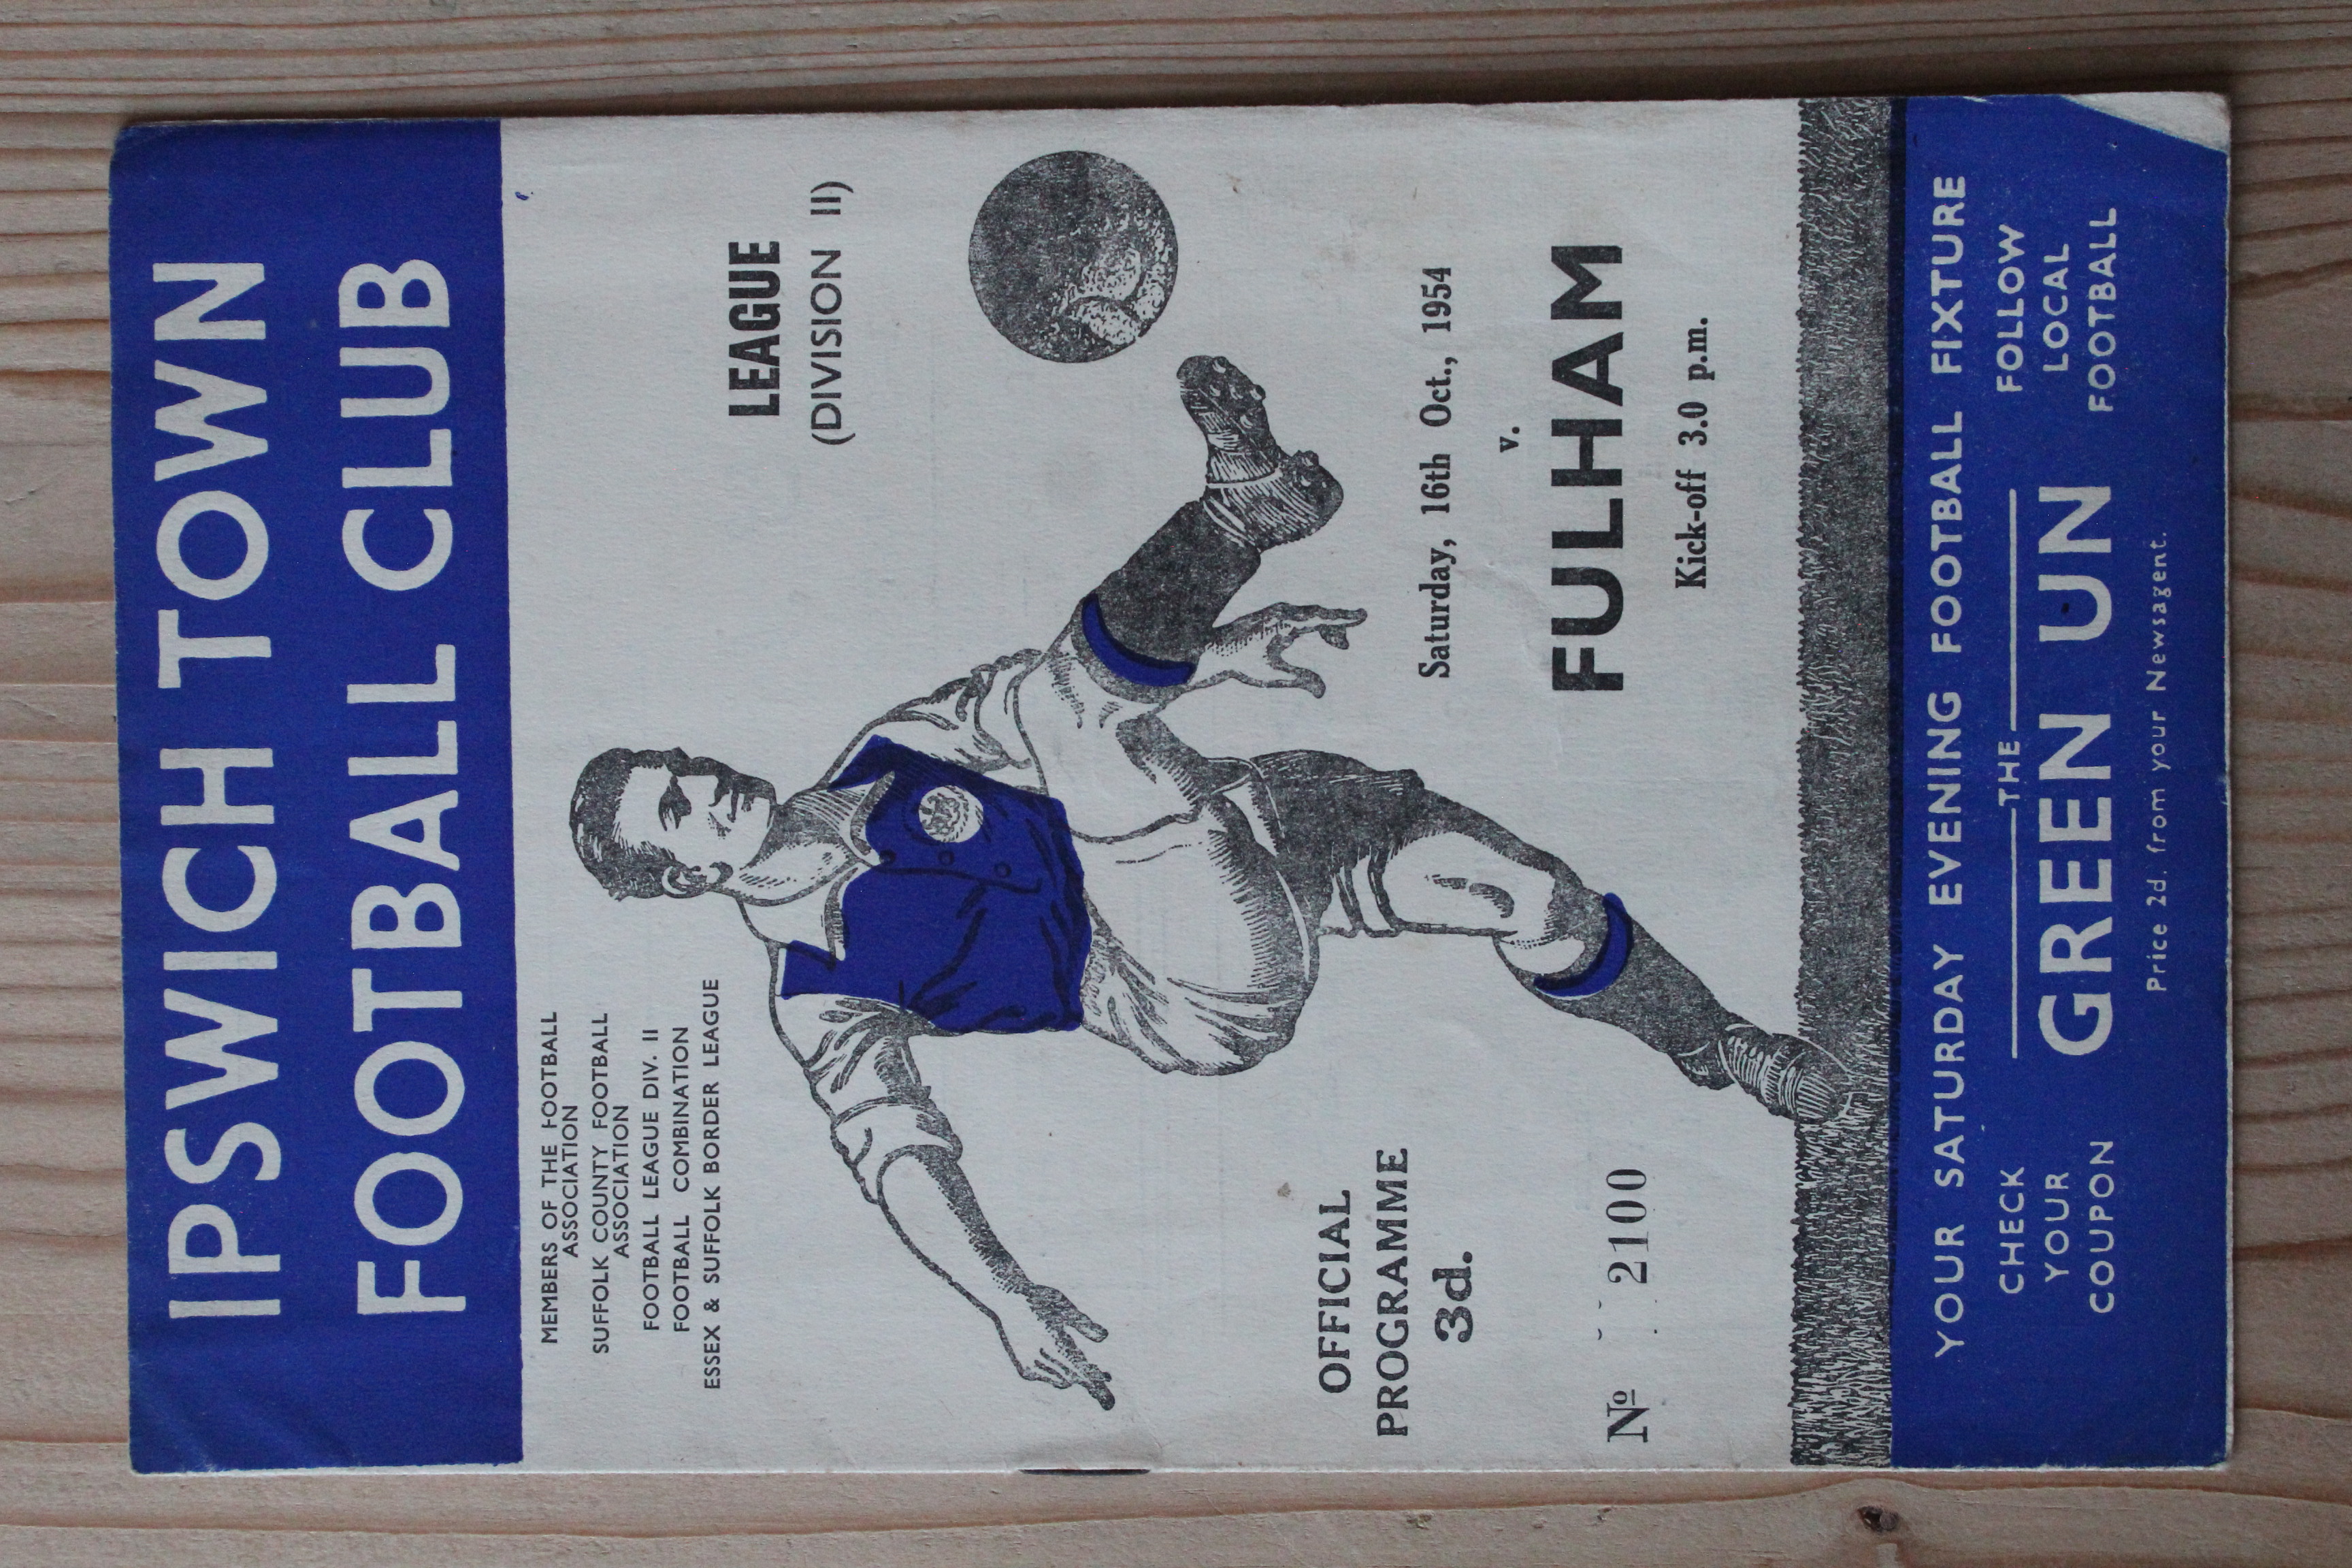 IPSWICH TOWN
FOOTBALL CLUB
MEMBERS OF THE FOOTBALL
ASSOCIATION
SUFFOLK COUNTY FOOTBALL
ASSOCIATION
FOOTBALL LEAGUE DIV. II
FOOTBALL COMBINATION
ESSEX & SUFFOLK BORDER LEAGUE
LEAGUE
(DIVISION II)
OFFICIAL
PROGRAMME
3d.
Nº 2100
Saturday, 16th Oct., 1954
v.
FULHAM
Kick-off 3.0 p.m.
YOUR SATURDAY EVENING FOOTBALL FIXTURE
CHECK
YOUR
COUPON
THE
GREEN UN
FOLLOW
LOCAL
FOOTBALL
Price 2d. from your Newsagent.